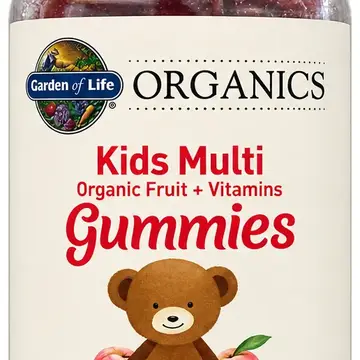 Garden of Life®
ORGANICS
Kids Multi
Organic Fruit + Vitamins
Gummies